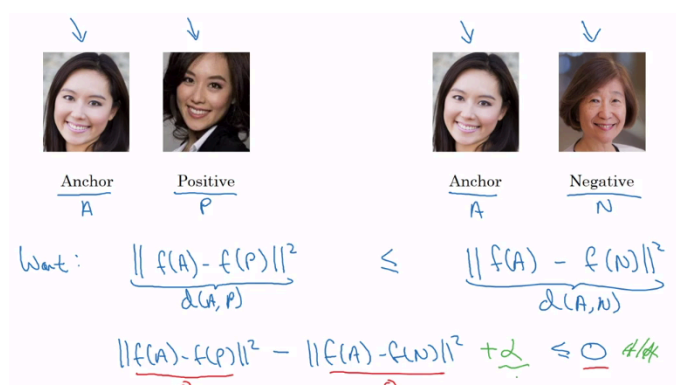 Anchor Positive Anchor Negative
A P A N
Want: || f(A) - f(P) ||² ≤ || f(A) - f(N) ||²
d(A, P) d(A, N)
|| f(A) - f(P) ||² - || f(A) - f(N) ||² + α ≤ 0